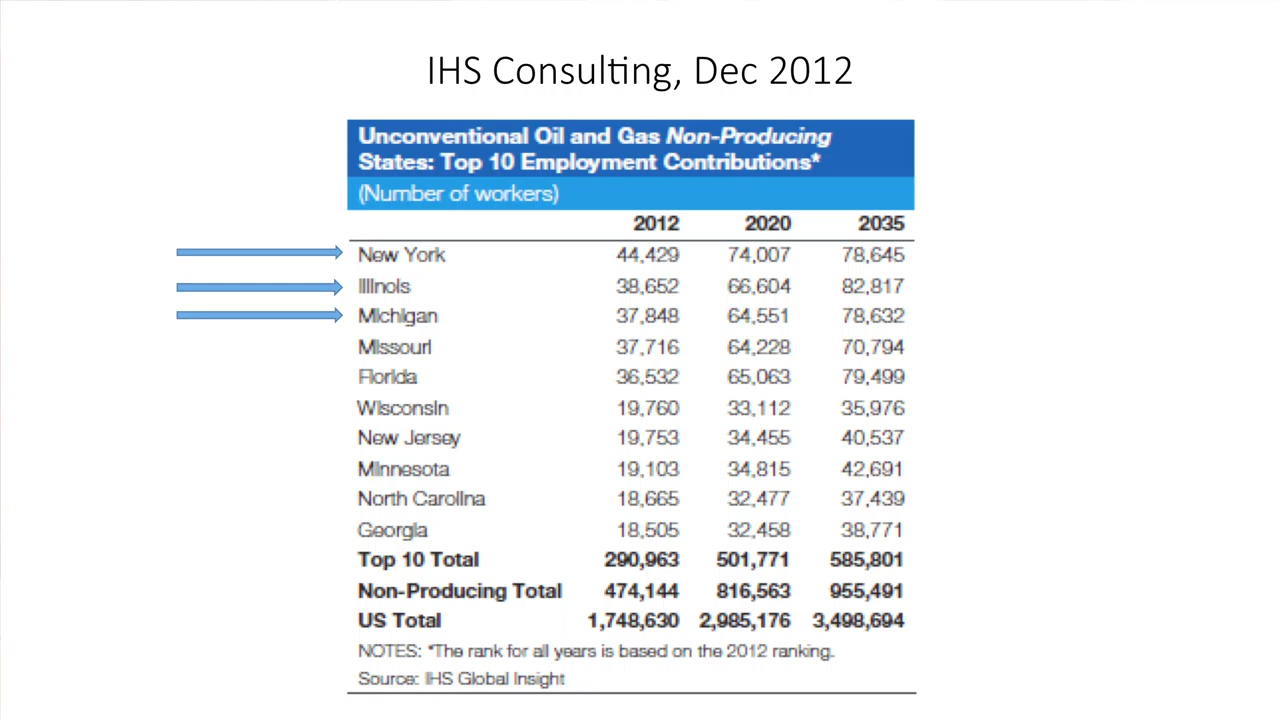 IHS Consulting, Dec 2012
Unconventional Oil and Gas Non-Producing
States: Top 10 Employment Contributions*
(Number of workers)
2012 2020 2035
New York 44,429 74,007 78,645
Illinois 38,652 66,604 82,817
Michigan 37,848 64,551 78,632
Missouri 37,716 64,228 70,794
Florida 36,532 65,063 79,499
Wisconsin 19,760 33,112 35,976
New Jersey 19,753 34,455 40,537
Minnesota 19,103 34,815 42,691
North Carolina 18,665 32,477 37,439
Georgia 18,505 32,458 38,771
Top 10 Total 290,963 501,771 585,801
Non-Producing Total 474,144 816,563 955,491
US Total 1,748,630 2,985,176 3,498,694
NOTES: *The rank for all years is based on the 2012 ranking.
Source: IHS Global Insight